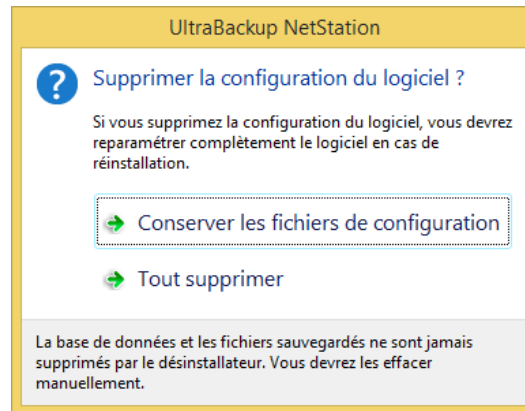 UltraBackup NetStation
Supprimer la configuration du logiciel ?
Si vous supprimez la configuration du logiciel, vous devrez
reparamétrer complètement le logiciel en cas de
réinstallation.
Conserver les fichiers de configuration
Tout supprimer
La base de données et les fichiers sauvegardés ne sont jamais
supprimés par le désinstallateur. Vous devrez les effacer
manuellement.